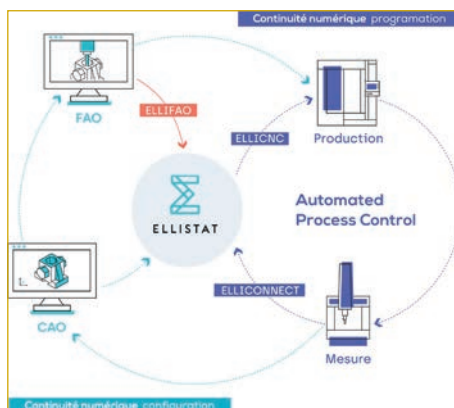 Continuité numérique programation
FAO
ELLIFAO
ELLICNC
Production
ELLISTAT
Automated
Process Control
ELLICONNECT
CAO
Mesure
Continuité numérique configuration